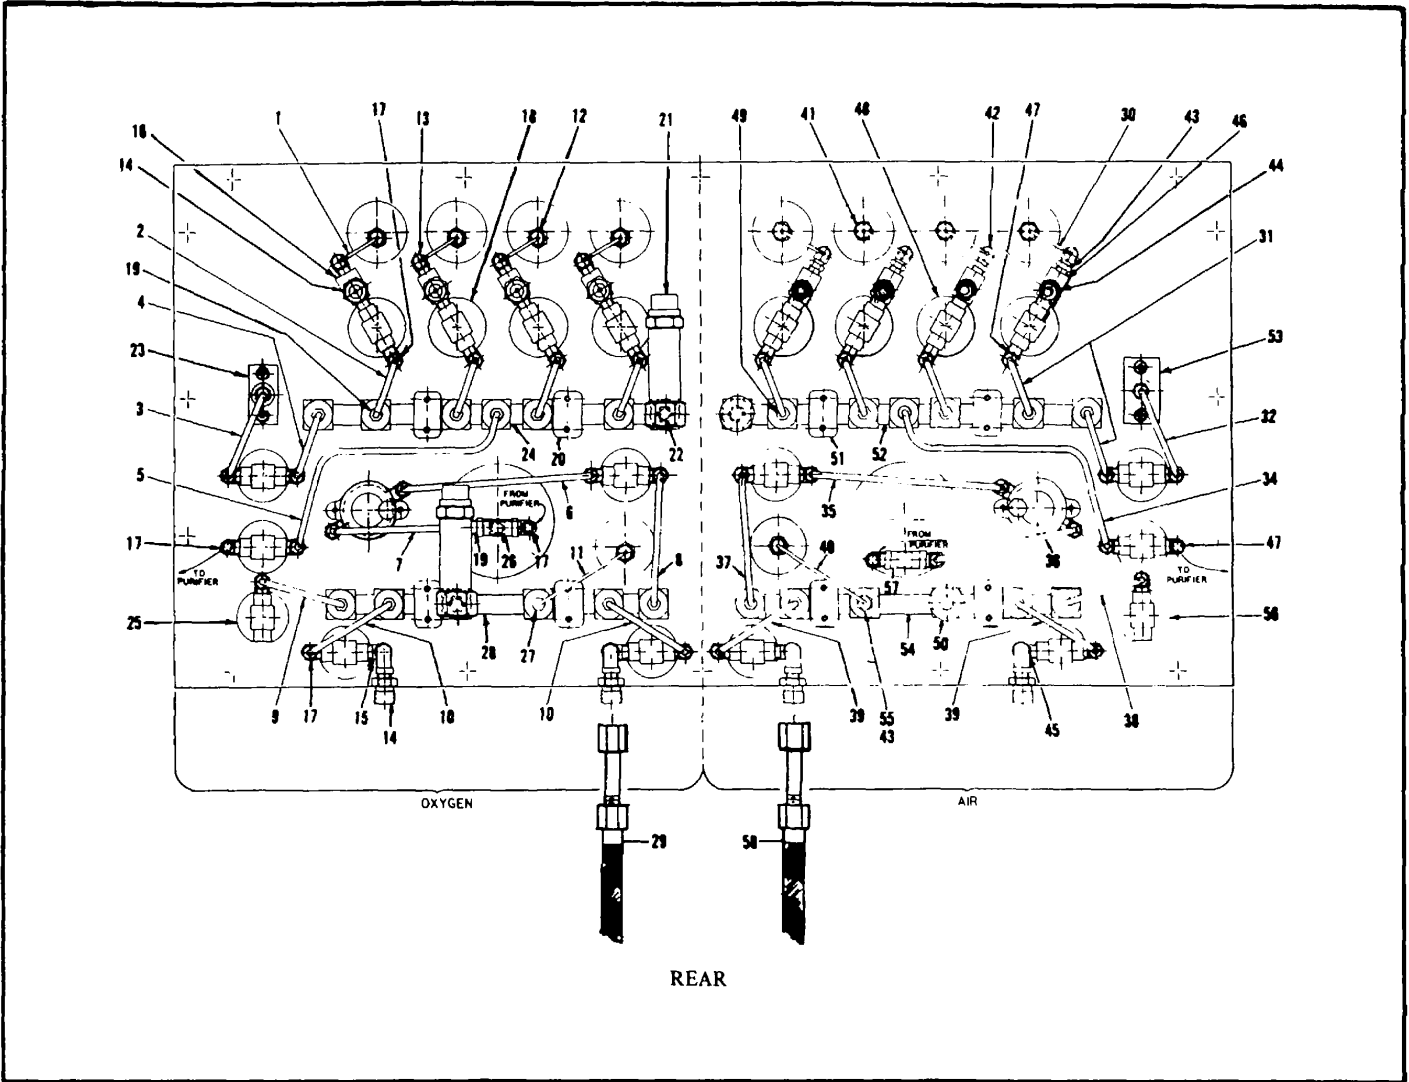 1 17 13 18 12 21 49 41 48 42 47 30 43 46
16
14 44
2 31
19
4
23 53
3 32
24 20 22 51 52
5 34
FROM
PURIFIER
6 35
FROM
PURIFIER
17 7 19 26 17 11 8 37 40 57 36 47
TO
PURIFIER
TO
PURIFIER
25 28 27 54 50 56
9 17 15 14 10 10 39 55 39 45 38
43
OXYGEN AIR
29 58
REAR